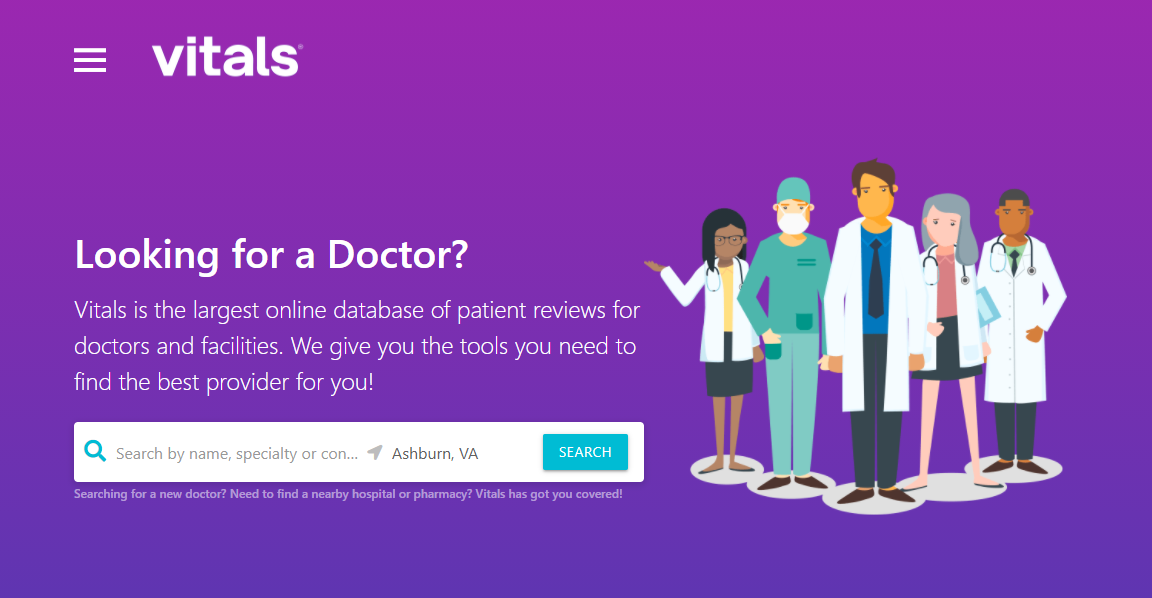 vitals®
Looking for a Doctor?
Vitals is the largest online database of patient reviews for
doctors and facilities. We give you the tools you need to
find the best provider for you!
Search by name, specialty or con... Ashburn, VA SEARCH
Searching for a new doctor? Need to find a nearby hospital or pharmacy? Vitals has got you covered!